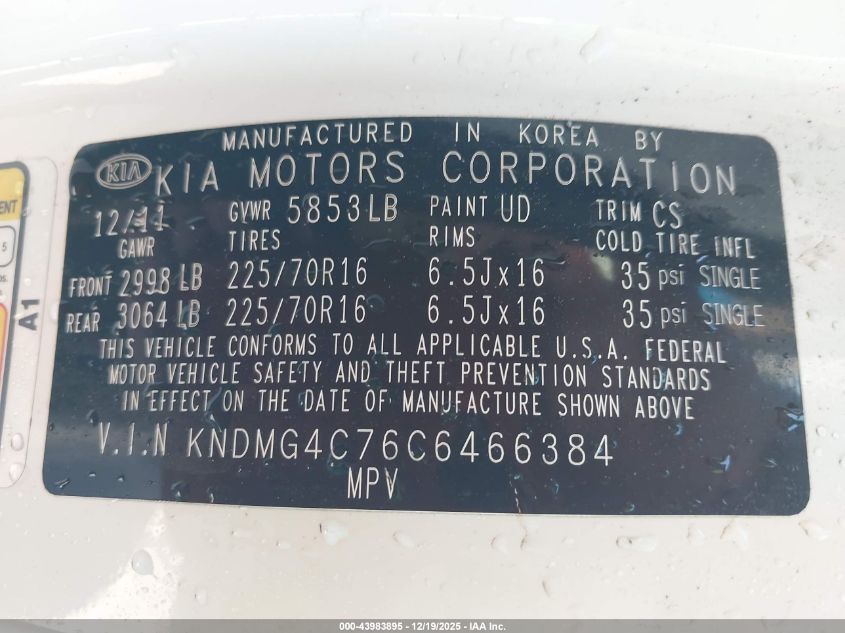 MANUFACTURED IN KOREA BY
KIA KIA MOTORS CORPORATION
12/11 GVWR 5853LB PAINT UD TRIM CS
GAWR TIRES RIMS COLD TIRE INFL
FRONT 2998 LB 225/70R16 6.5Jx16 35 psi SINGLE
REAR 3064 LB 225/70R16 6.5Jx16 35 psi SINGLE
THIS VEHICLE CONFORMS TO ALL APPLICABLE U.S.A. FEDERAL
MOTOR VEHICLE SAFETY AND THEFT PREVENTION STANDARDS
IN EFFECT ON THE DATE OF MANUFACTURE SHOWN ABOVE
V.I.N KNDMG4C76C6466384
MPV
5
A1
000-43983895 - 12/19/2025 - IAA Inc.